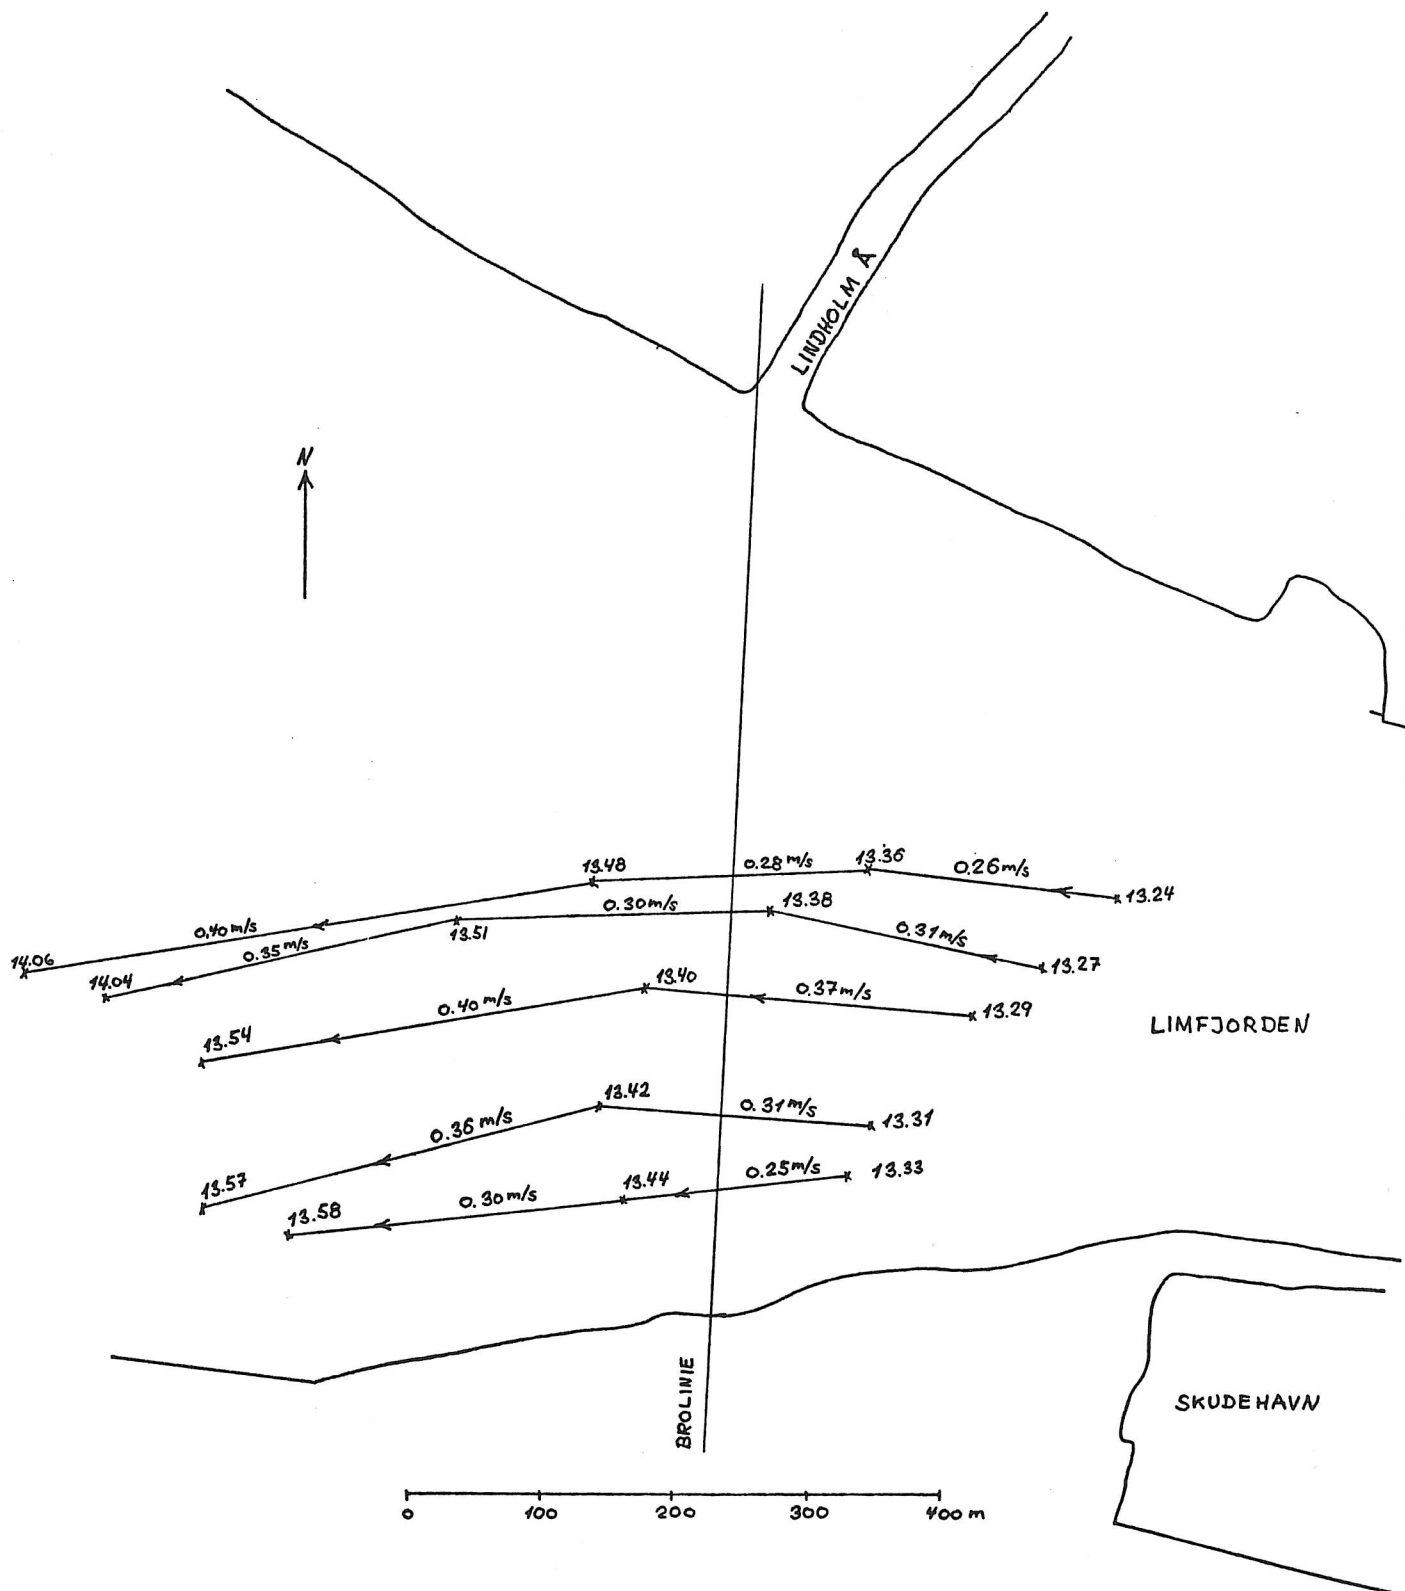 LINDHOLM Å
N
13.48
0.28 m/s
13.36
0.26 m/s
13.24
0.40 m/s
0.30 m/s
13.38
13.51
14.06
0.35 m/s
0.31 m/s
13.27
14.04
13.40
0.37 m/s
13.29
0.40 m/s
13.54
LIMFJORDEN
13.42
0.31 m/s
13.31
0.36 m/s
13.57
13.44
0.25 m/s
13.33
0.30 m/s
13.58
BROLINIE
SKUDEHAVN
0 100 200 300 400 m